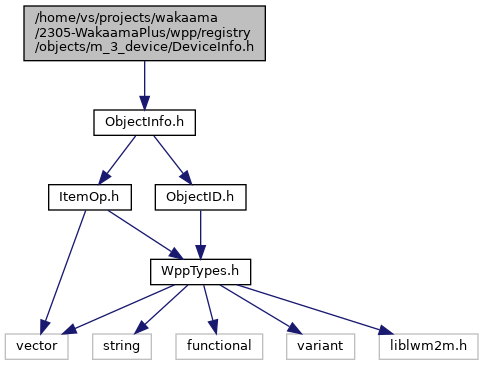 /home/vs/projects/wakaama
/2305-WakaamaPlus/wpp/registry
/objects/m_3_device/DeviceInfo.h
ObjectInfo.h
ItemOp.h
ObjectID.h
WppTypes.h
vector
string
functional
variant
liblwm2m.h